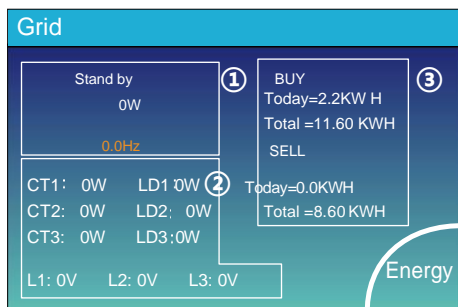 Grid
Stand by
0W
0.0Hz
①
CT1: 0W LD1:0W
②
CT2: 0W LD2: 0W
CT3: 0W LD3:0W
L1: 0V L2: 0V L3: 0V
BUY
③
Today=2.2KW H
Total =11.60 KWH
SELL
Today=0.0KWH
Total =8.60 KWH
Energy